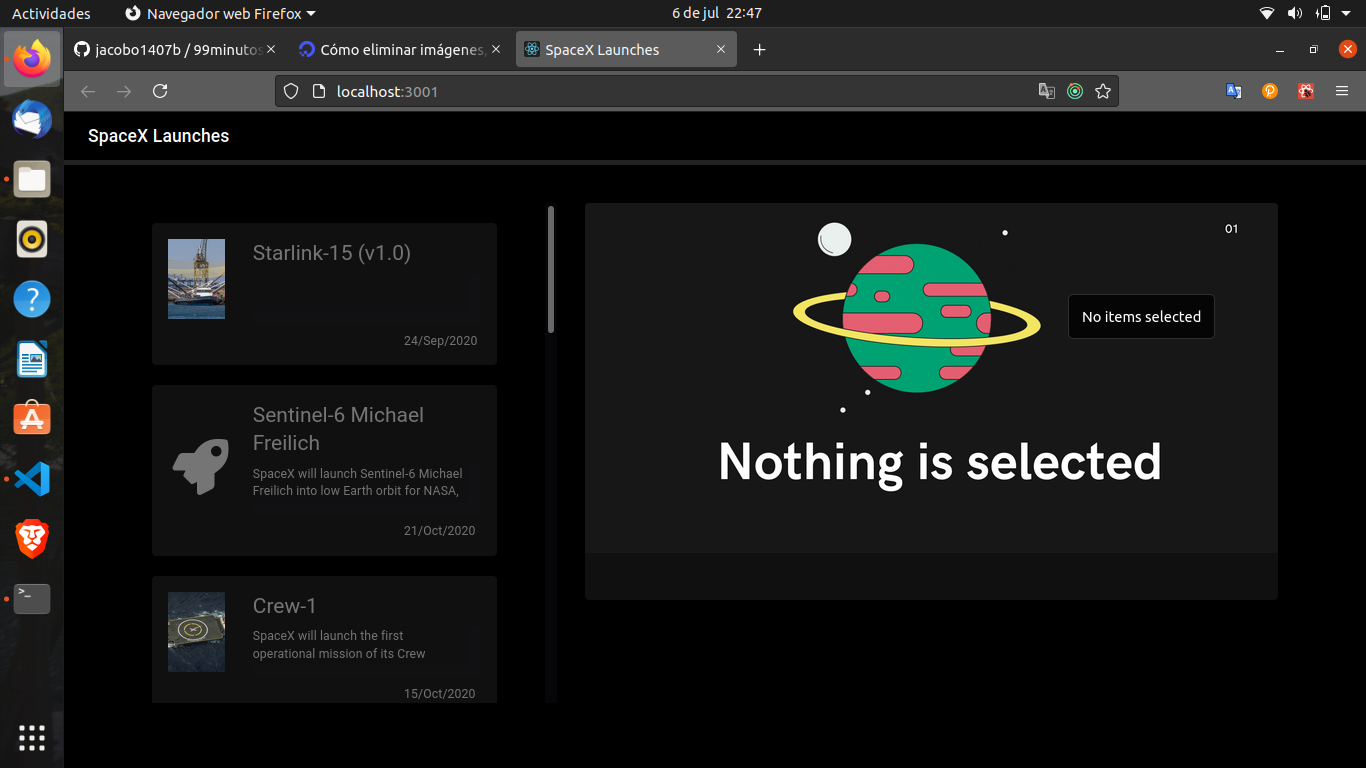 Actividades
Navegador web Firefox
6 de jul 22:47
jacobo1407b / 99minutos
Cómo eliminar imágenes,
SpaceX Launches
localhost:3001
SpaceX Launches
Starlink-15 (v1.0)
24/Sep/2020
Sentinel-6 Michael
Freilich
SpaceX will launch Sentinel-6 Michael
Freilich into low Earth orbit for NASA,
21/Oct/2020
Crew-1
SpaceX will launch the first
operational mission of its Crew
15/Oct/2020
01
No items selected
Nothing is selected